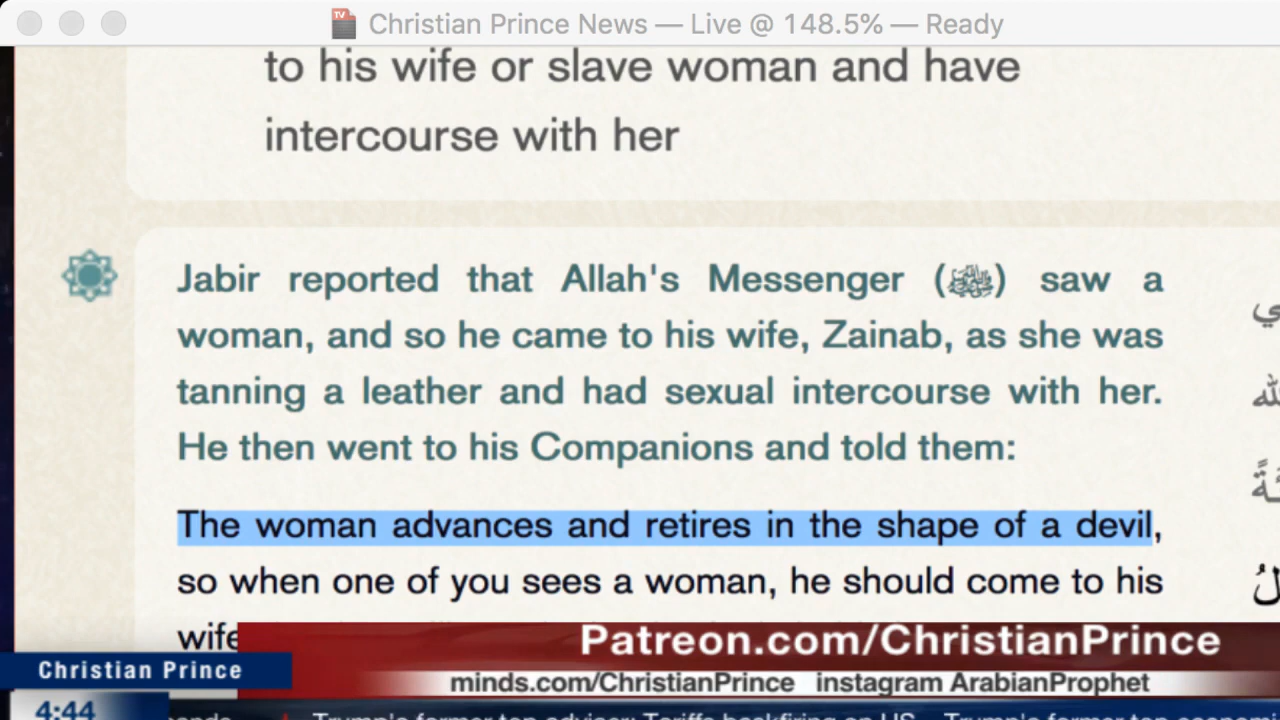 Christian Prince News — Live @ 148.5% — Ready
to his wife or slave woman and have
intercourse with her
Jabir reported that Allah's Messenger (ﷺ) saw a
woman, and so he came to his wife, Zainab, as she was
tanning a leather and had sexual intercourse with her.
He then went to his Companions and told them:
The woman advances and retires in the shape of a devil,
so when one of you sees a woman, he should come to his
wife
Patreon.com/ChristianPrince
Christian Prince
minds.com/ChristianPrince instagram ArabianProphet
4:44
Trump's former top adviser: Tariffs backfiring on US